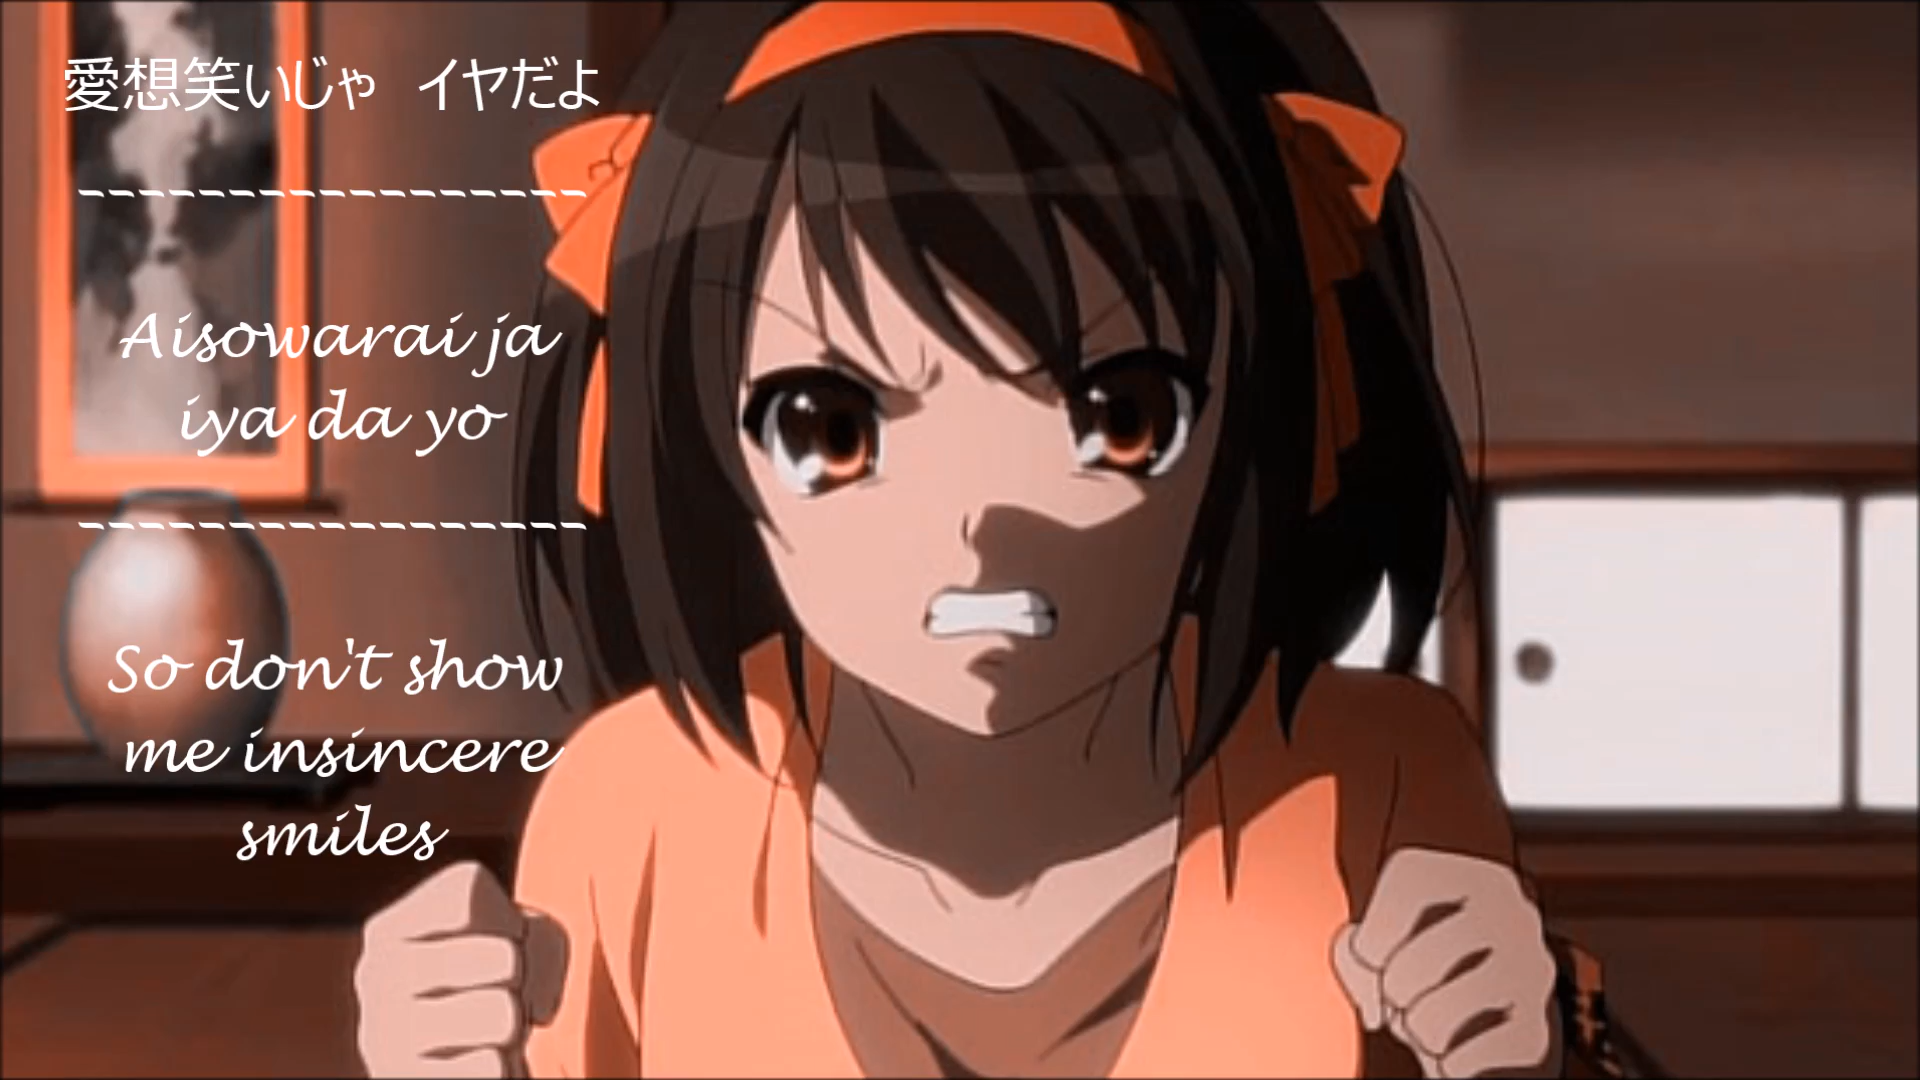 愛想笑いじゃ　イヤだよ
~~~~~~~~~~~~~~~~~
Aisowarai ja
iya da yo
~~~~~~~~~~~~~~~~~
So don't show
me insincere
smiles